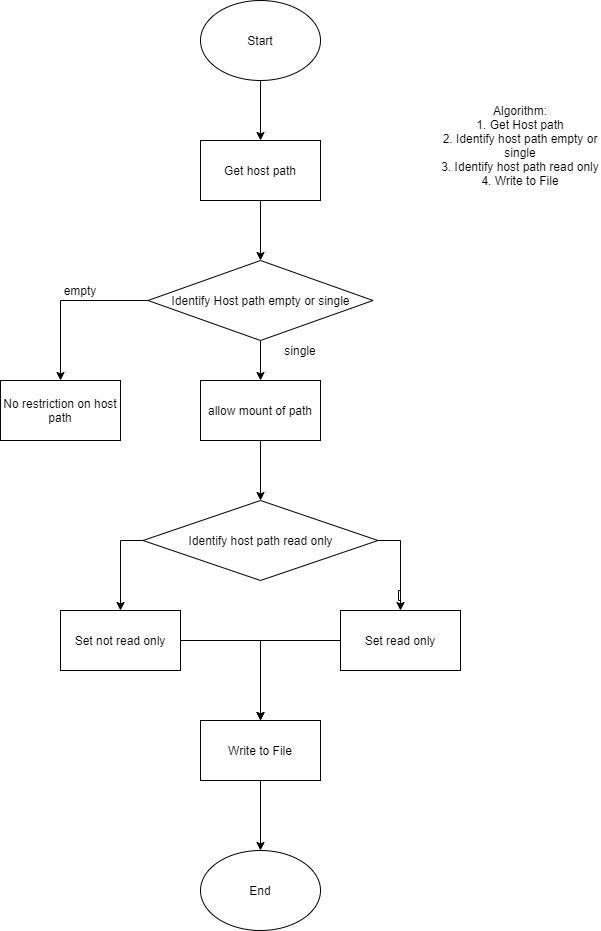 Start
Algorithm:
1. Get Host path
2. Identify host path empty or
single
3. Identify host path read only
4. Write to File
Get host path
empty
Identify Host path empty or single
single
No restriction on host
path
allow mount of path
Identify host path read only
Set not read only
Set read only
Write to File
End